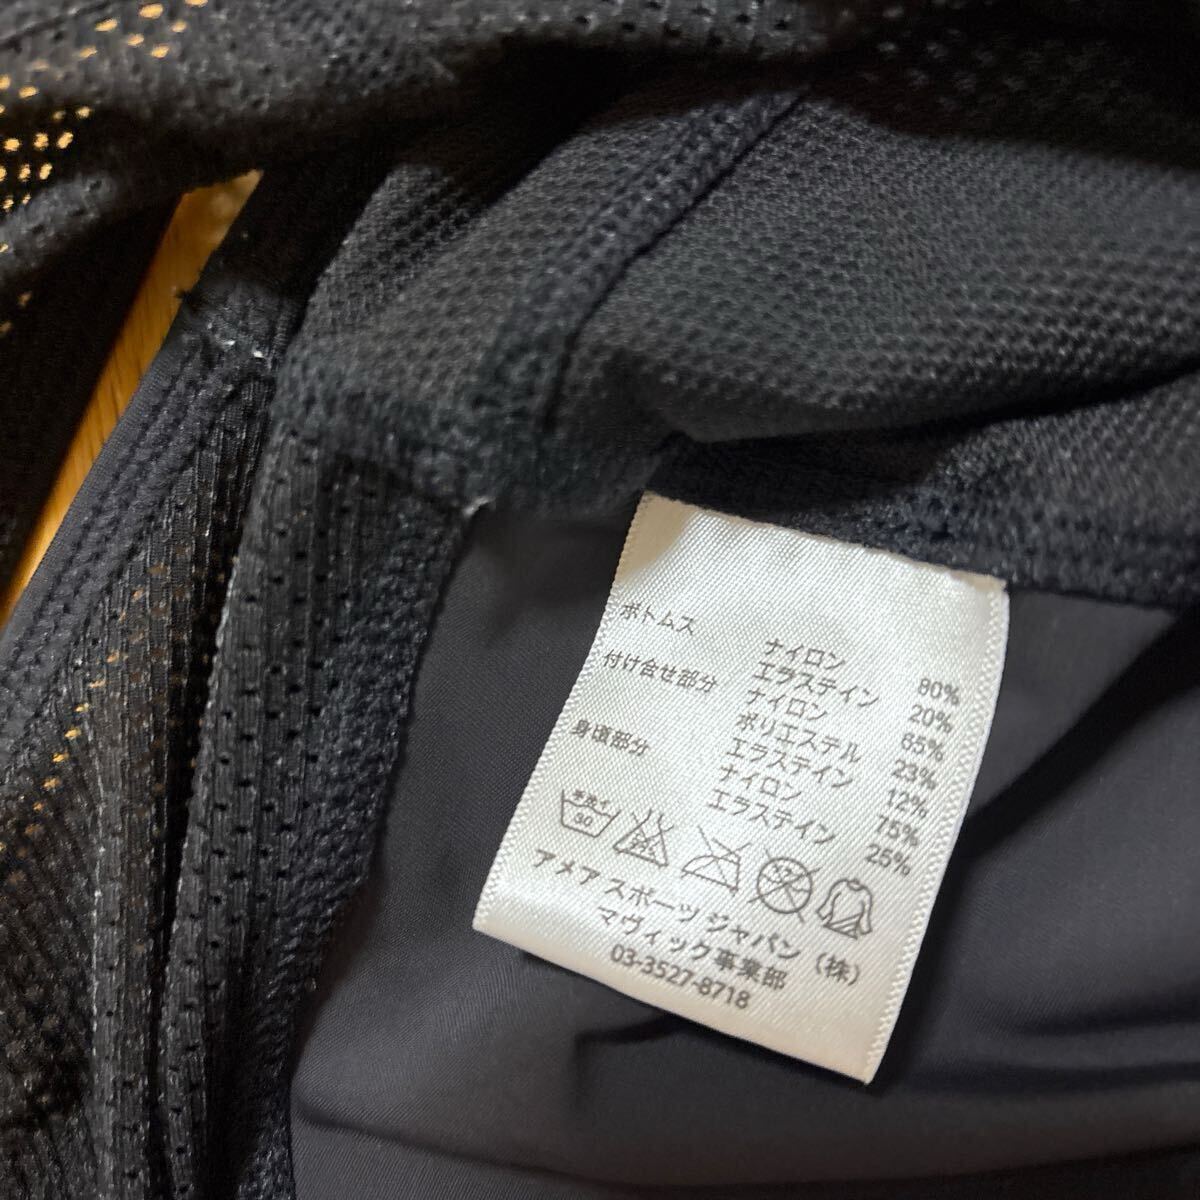 ボトムス ナイロン 80%
エラステイン 20%
付け合せ部分 ナイロン 65%
ポリエステル 23%
エラステイン 12%
身頃部分 ナイロン 75%
エラステイン 25%
手洗イ
30
アメア スポーツ ジャパン（株）
マヴィック事業部
03-3527-8718